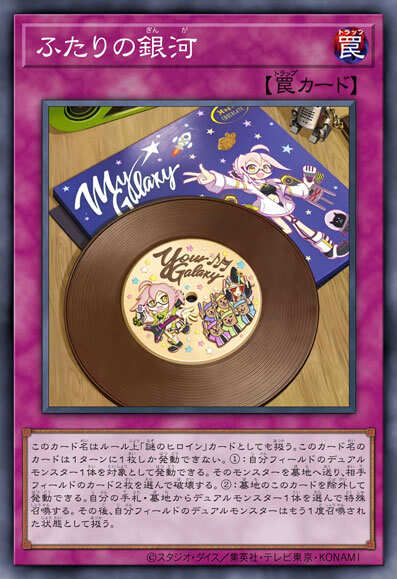 ふたりの銀河
ぎん が
罠
トラップ
【罠カード】
トラップ
My Galaxy
Your Galaxy
このカード名はルール上「謎のヒロイン」カードとしても扱う。このカード名の
カードは1ターンに1枚しか発動できない。①:自分フィールドのデュアル
モンスター1体を対象として発動できる。そのモンスターを墓地へ送り、相手
フィールドのカード2枚を選んで破壊する。②:墓地のこのカードを除外して
発動できる。自分の手札・墓地からデュアルモンスター1体を選んで特殊
召喚する。その後、自分フィールドのデュアルモンスターはもう1度召喚され
た状態として扱う。
©スタジオ・ダイス/集英社・テレビ東京・KONAMI